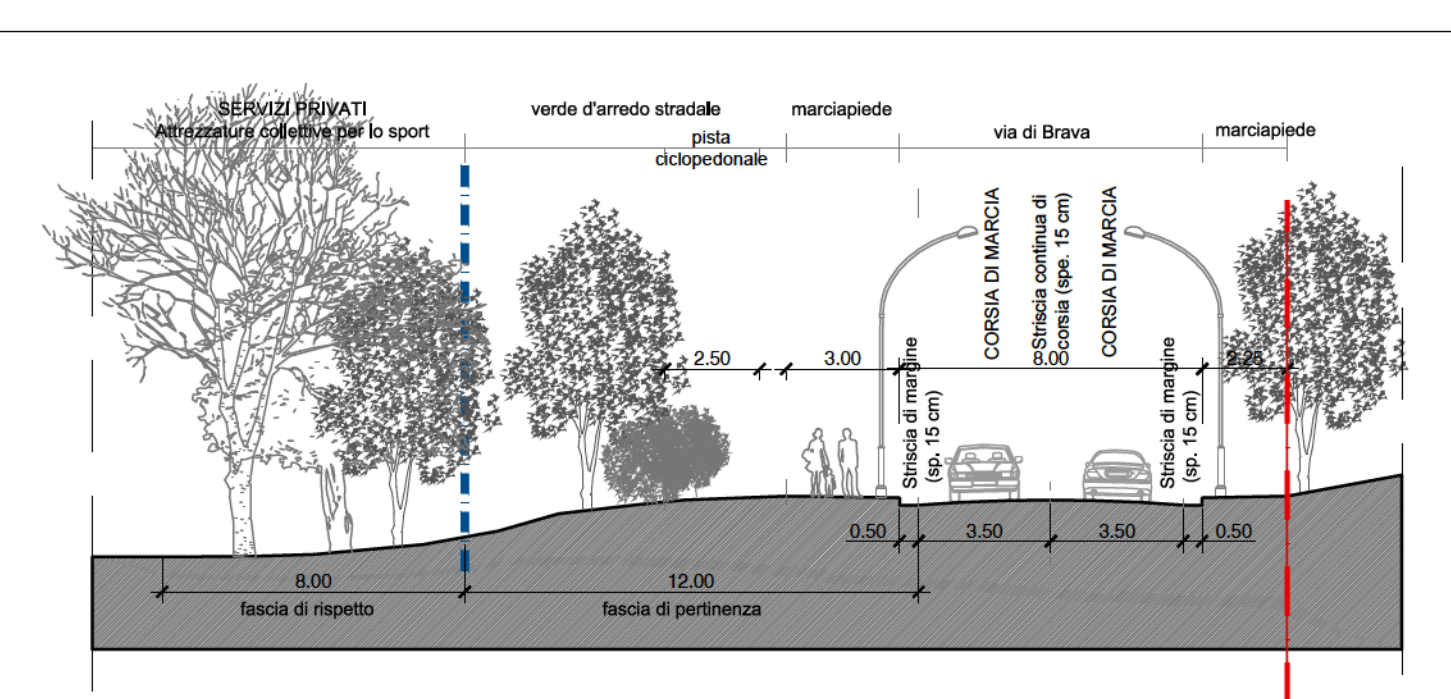 SERVIZI PRIVATI
Attrezzature collettive per lo sport
verde d'arredo stradale
pista
ciclopedonale
marciapiede
via di Brava
marciapiede
CORSIA DI MARCIA
Striscia continua di
corsia (spe. 15 cm)
CORSIA DI MARCIA
2.50
3.00
8.00
2.25
Striscia di margine
(sp. 15 cm)
Striscia di margine
(sp. 15 cm)
0.50
3.50
3.50
0.50
8.00
fascia di rispetto
12.00
fascia di pertinenza